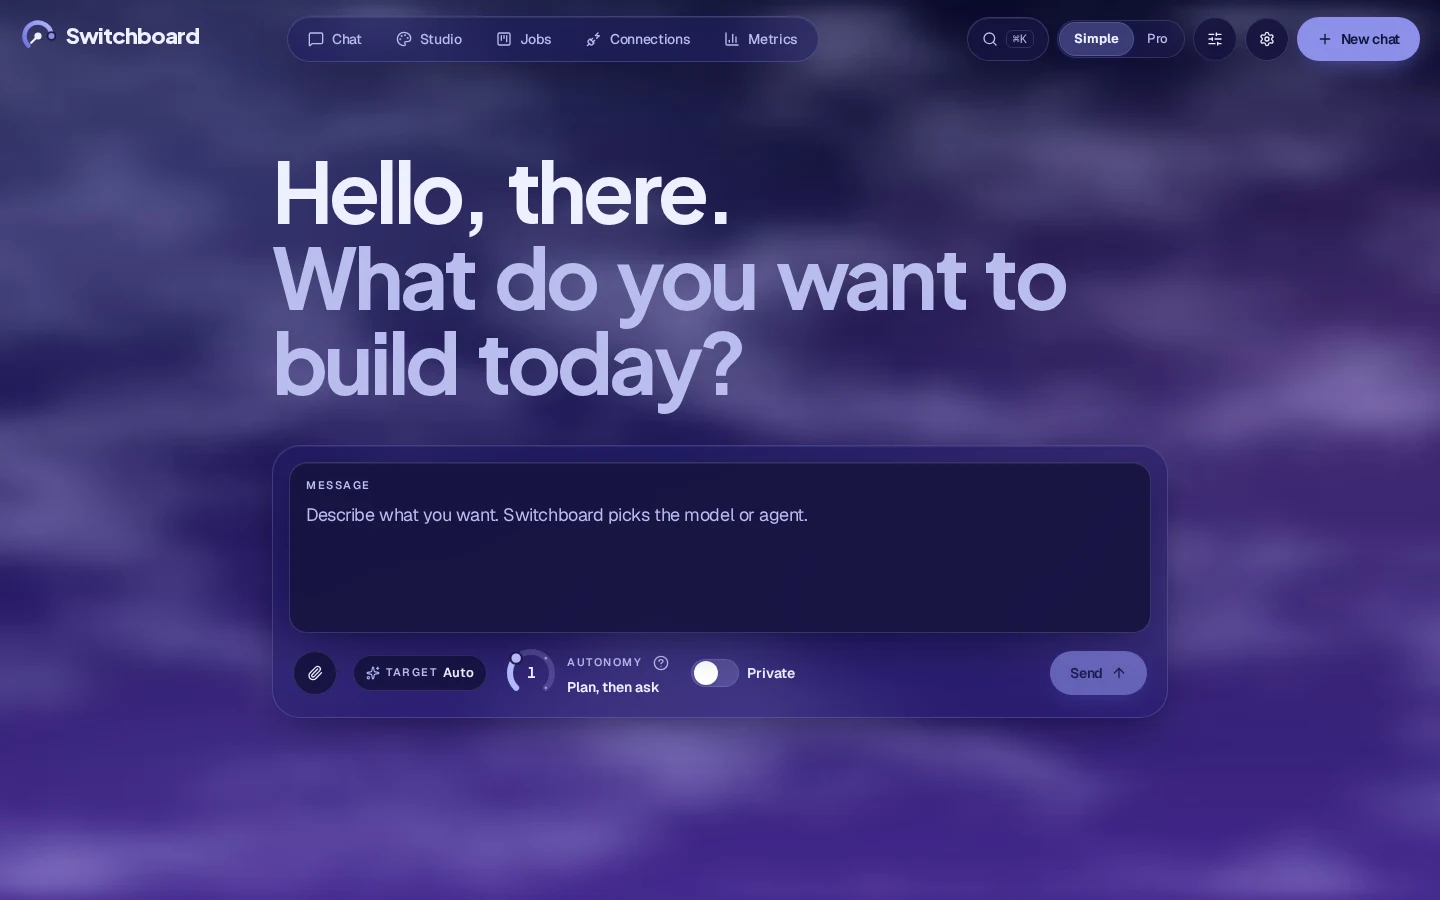 Switchboard
Chat
Studio
Jobs
Connections
Metrics
⌘K
Simple
Pro
New chat
Hello, there.
What do you want to
build today?
MESSAGE
Describe what you want. Switchboard picks the model or agent.
TARGET Auto
1
AUTONOMY
Plan, then ask
Private
Send